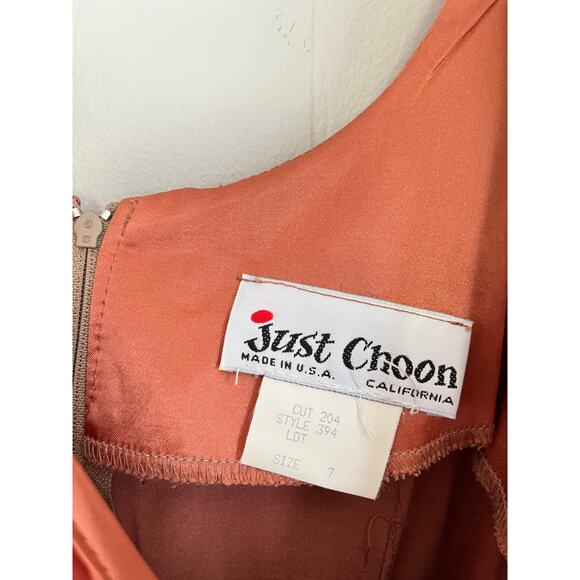 Just Choon
MADE IN U.S.A.
CALIFORNIA
CUT 204
STYLE 394
LOT
SIZE 7